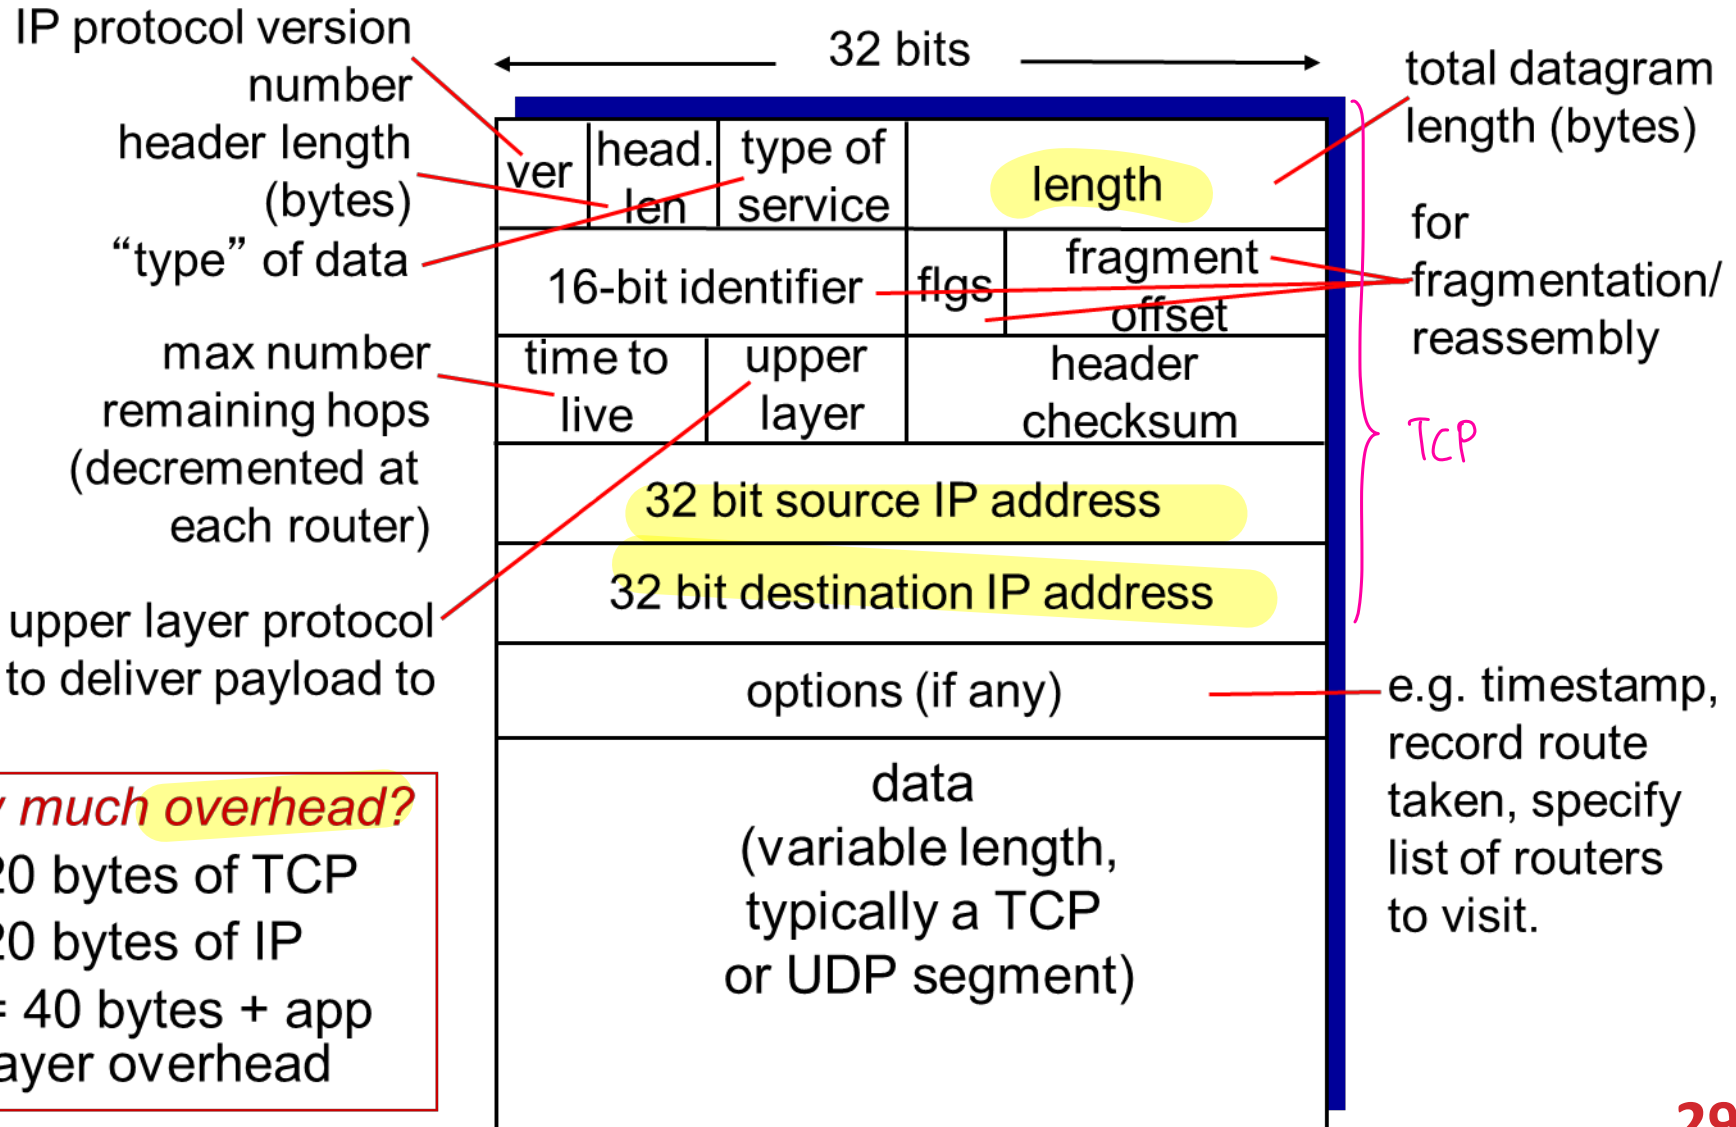 IP protocol version
number
header length
(bytes)
“type” of data
max number
remaining hops
(decremented at
each router)
upper layer protocol
to deliver payload to
much overhead?
20 bytes of TCP
20 bytes of IP
= 40 bytes + app
layer overhead
32 bits
ver
head.
len
type of
service
length
16-bit identifier
flgs
fragment
offset
time to
live
upper
layer
header
checksum
32 bit source IP address
32 bit destination IP address
options (if any)
data
(variable length,
typically a TCP
or UDP segment)
total datagram
length (bytes)
for
fragmentation/
reassembly
TCP
e.g. timestamp,
record route
taken, specify
list of routers
to visit.
29